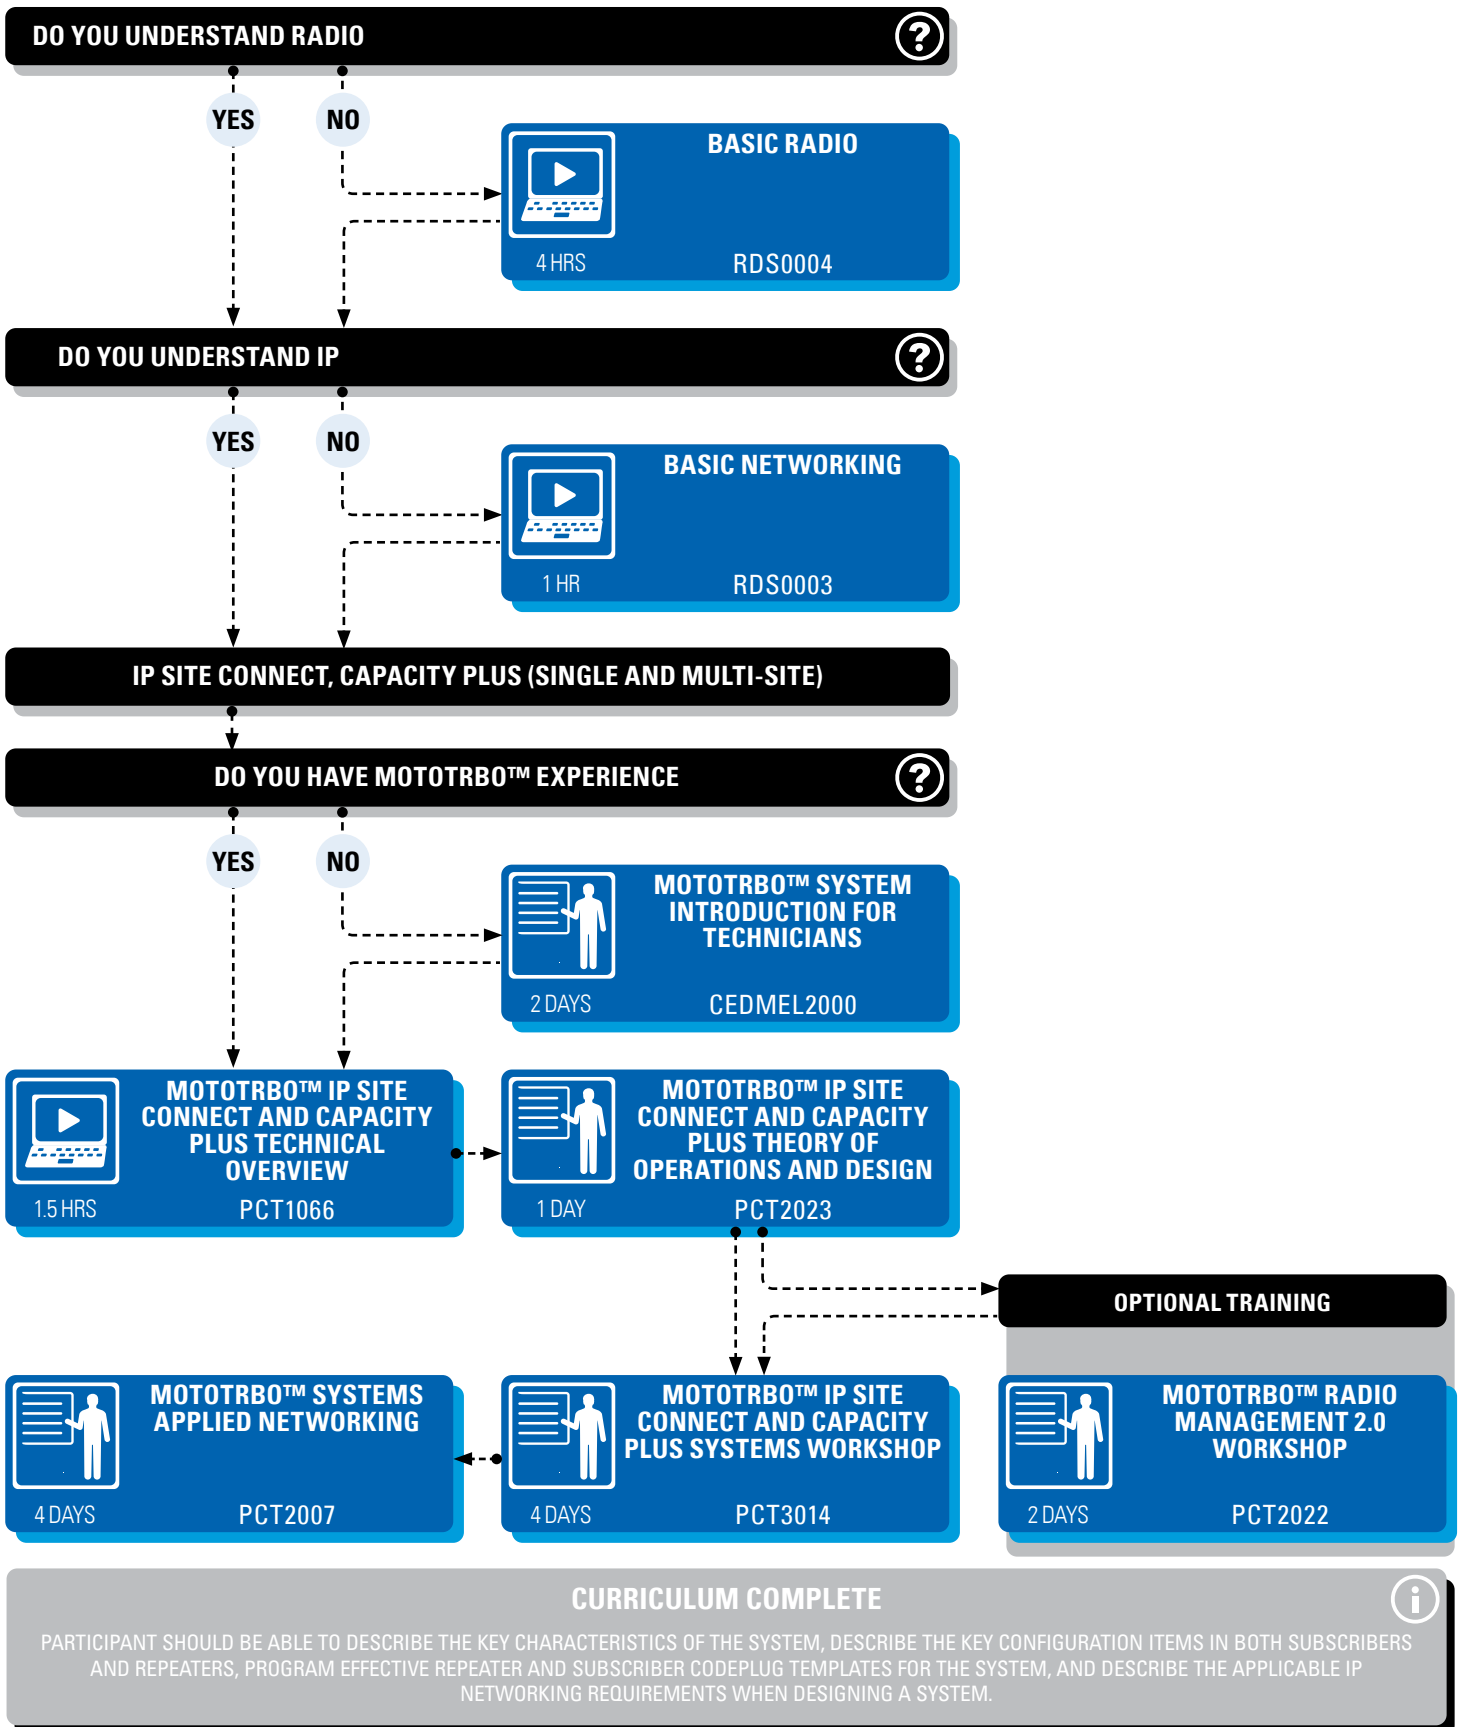 DO YOU UNDERSTAND RADIO
?
YES
NO
BASIC RADIO
4 HRS
RDS0004
DO YOU UNDERSTAND IP
?
YES
NO
BASIC NETWORKING
1 HR
RDS0003
IP SITE CONNECT, CAPACITY PLUS (SINGLE AND MULTI-SITE)
DO YOU HAVE MOTOTRBO™ EXPERIENCE
?
YES
NO
MOTOTRBO™ SYSTEM
INTRODUCTION FOR
TECHNICIANS
2 DAYS
CEDMEL2000
MOTOTRBO™ IP SITE
CONNECT AND CAPACITY
PLUS TECHNICAL
OVERVIEW
1.5 HRS
PCT1066
MOTOTRBO™ IP SITE
CONNECT AND CAPACITY
PLUS THEORY OF
OPERATIONS AND DESIGN
1 DAY
PCT2023
OPTIONAL TRAINING
MOTOTRBO™ SYSTEMS
APPLIED NETWORKING
4 DAYS
PCT2007
MOTOTRBO™ IP SITE
CONNECT AND CAPACITY
PLUS SYSTEMS WORKSHOP
4 DAYS
PCT3014
MOTOTRBO™ RADIO
MANAGEMENT 2.0
WORKSHOP
2 DAYS
PCT2022
CURRICULUM COMPLETE
i
PARTICIPANT SHOULD BE ABLE TO DESCRIBE THE KEY CHARACTERISTICS OF THE SYSTEM, DESCRIBE THE KEY CONFIGURATION ITEMS IN BOTH SUBSCRIBERS
AND REPEATERS, PROGRAM EFFECTIVE REPEATER AND SUBSCRIBER CODEPLUG TEMPLATES FOR THE SYSTEM, AND DESCRIBE THE APPLICABLE IP
NETWORKING REQUIREMENTS WHEN DESIGNING A SYSTEM.